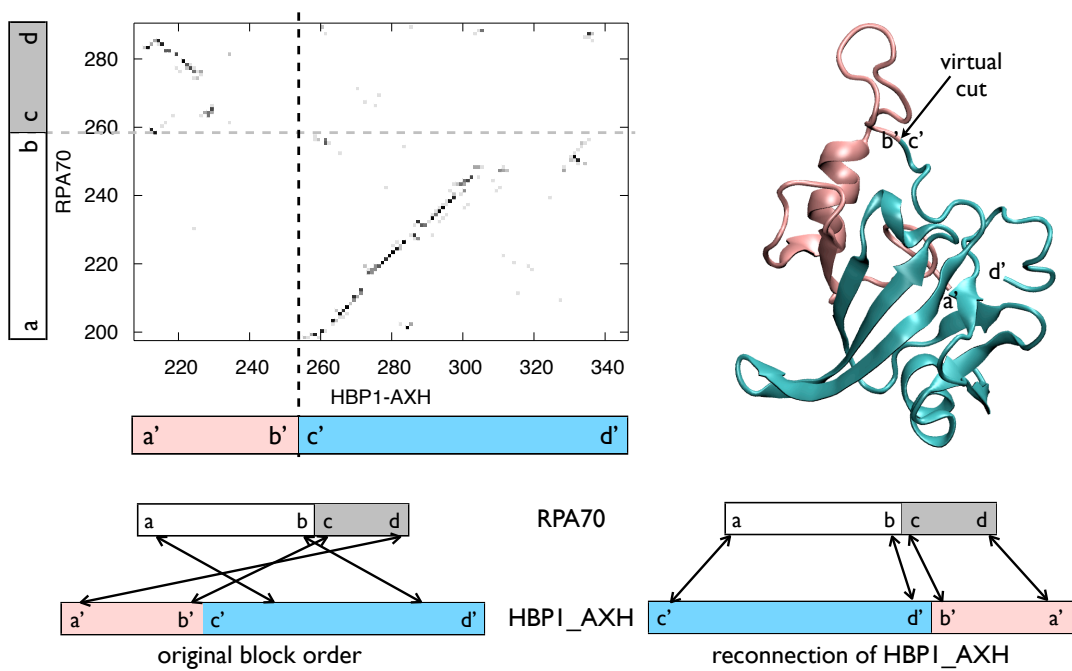 d
c
b
a
RPA70
280
260
240
220
200
220
240
260
280
300
320
340
HBP1-AXH
a' b' c' d'
virtual
cut
b' c'
d'
a'
a b c d
RPA70
a b c d
a' b' c' d'
HBP1_AXH
c' d' b' a'
original block order
reconnection of HBP1_AXH